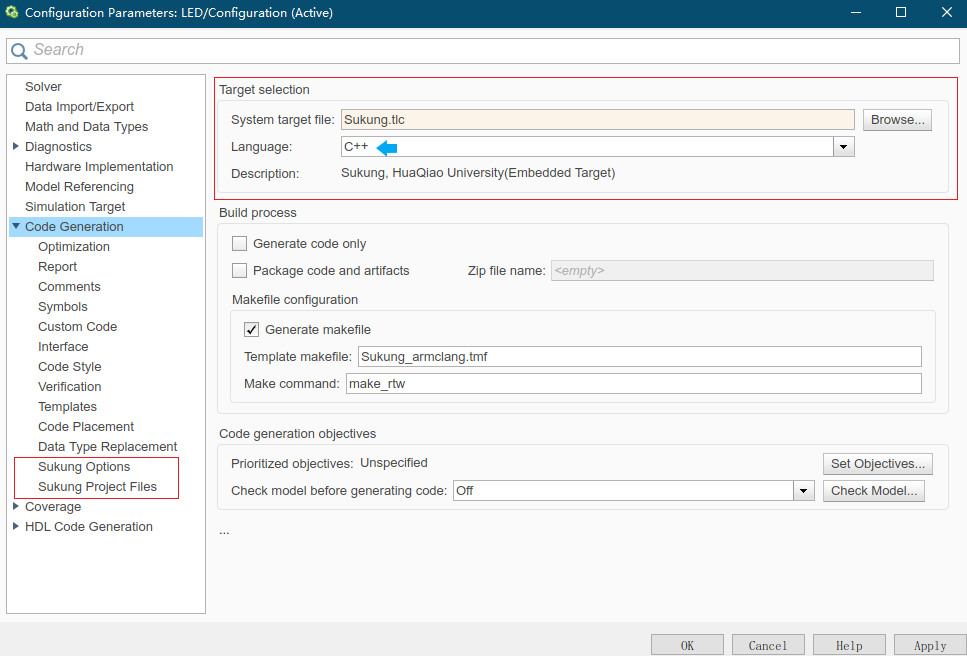 Configuration Parameters: LED/Configuration (Active)
Search
Solver
Data Import/Export
Math and Data Types
Diagnostics
Hardware Implementation
Model Referencing
Simulation Target
Code Generation
Optimization
Report
Comments
Symbols
Custom Code
Interface
Code Style
Verification
Templates
Code Placement
Data Type Replacement
Sukung Options
Sukung Project Files
Coverage
HDL Code Generation
Target selection
System target file: Sukung.tlc Browse...
Language: C++
Description: Sukung, HuaQiao University(Embedded Target)
Build process
Generate code only
Package code and artifacts Zip file name: <empty>
Makefile configuration
Generate makefile
Template makefile: Sukung_armclang.tmf
Make command: make_rtw
Code generation objectives
Prioritized objectives: Unspecified Set Objectives...
Check model before generating code: Off Check Model...
...
OK Cancel Help Apply